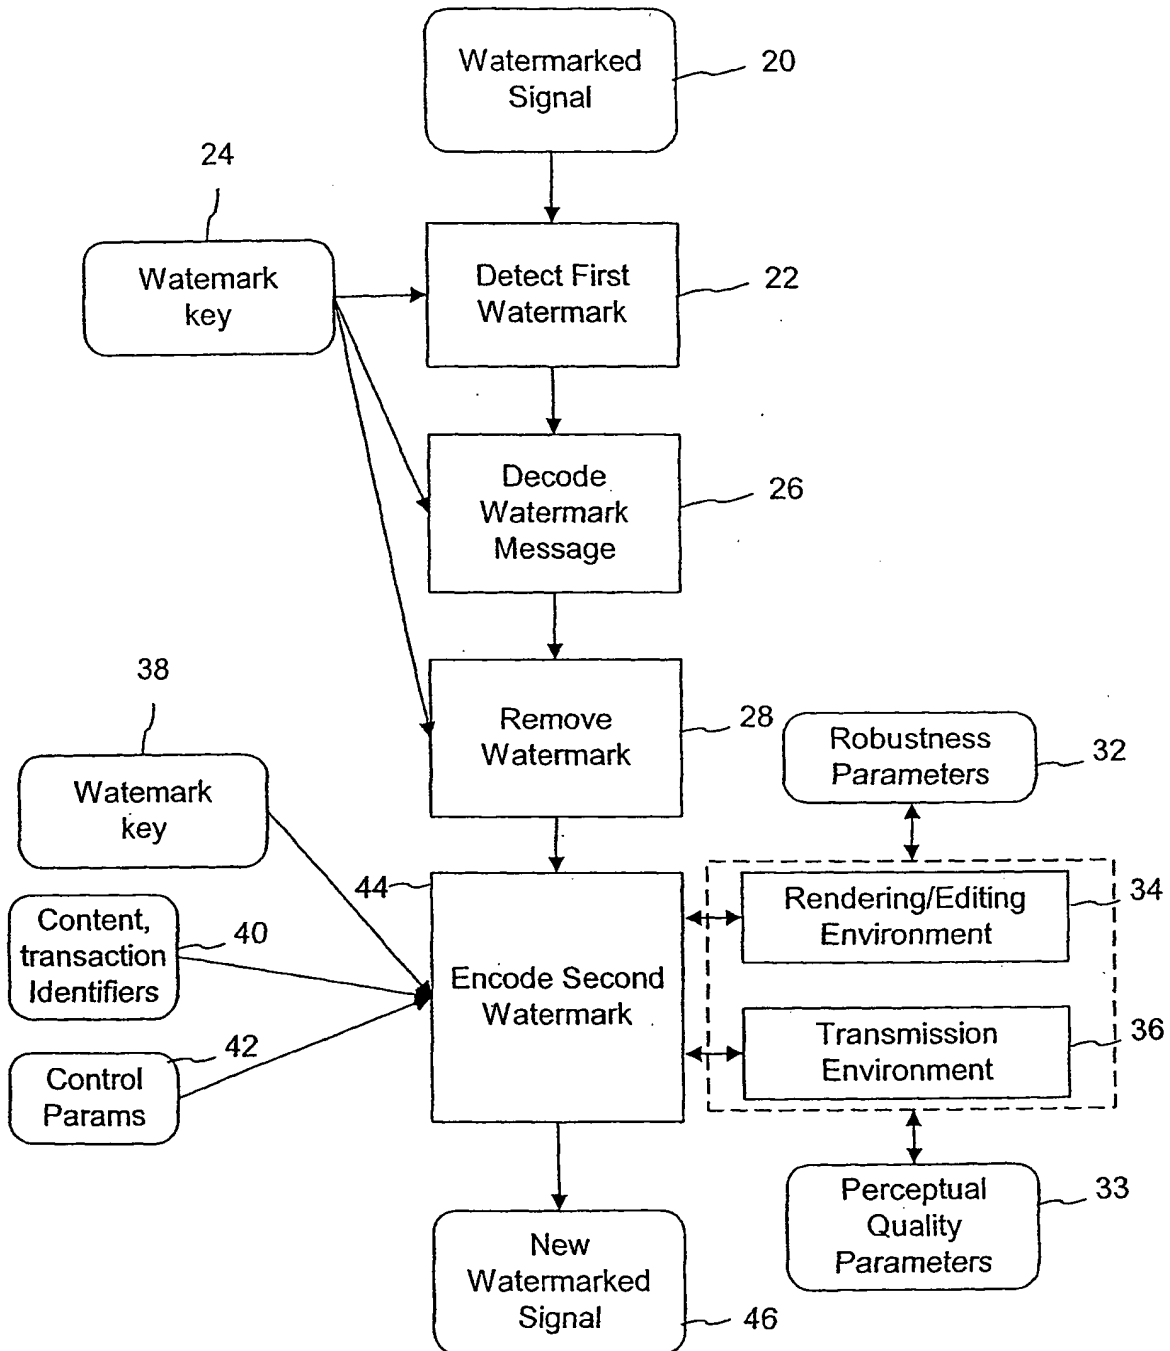 Watermarked
Signal
20
24
Watemark
key
Detect First
Watermark
22
Decode
Watermark
Message
26
38
Remove
Watermark
28
Robustness
Parameters
32
Watemark
key
44
Rendering/Editing
Environment
34
Content,
transaction
Identifiers
40
Encode Second
Watermark
Transmission
Environment
36
42
Control
Params
New
Watermarked
Signal
46
Perceptual
Quality
Parameters
33